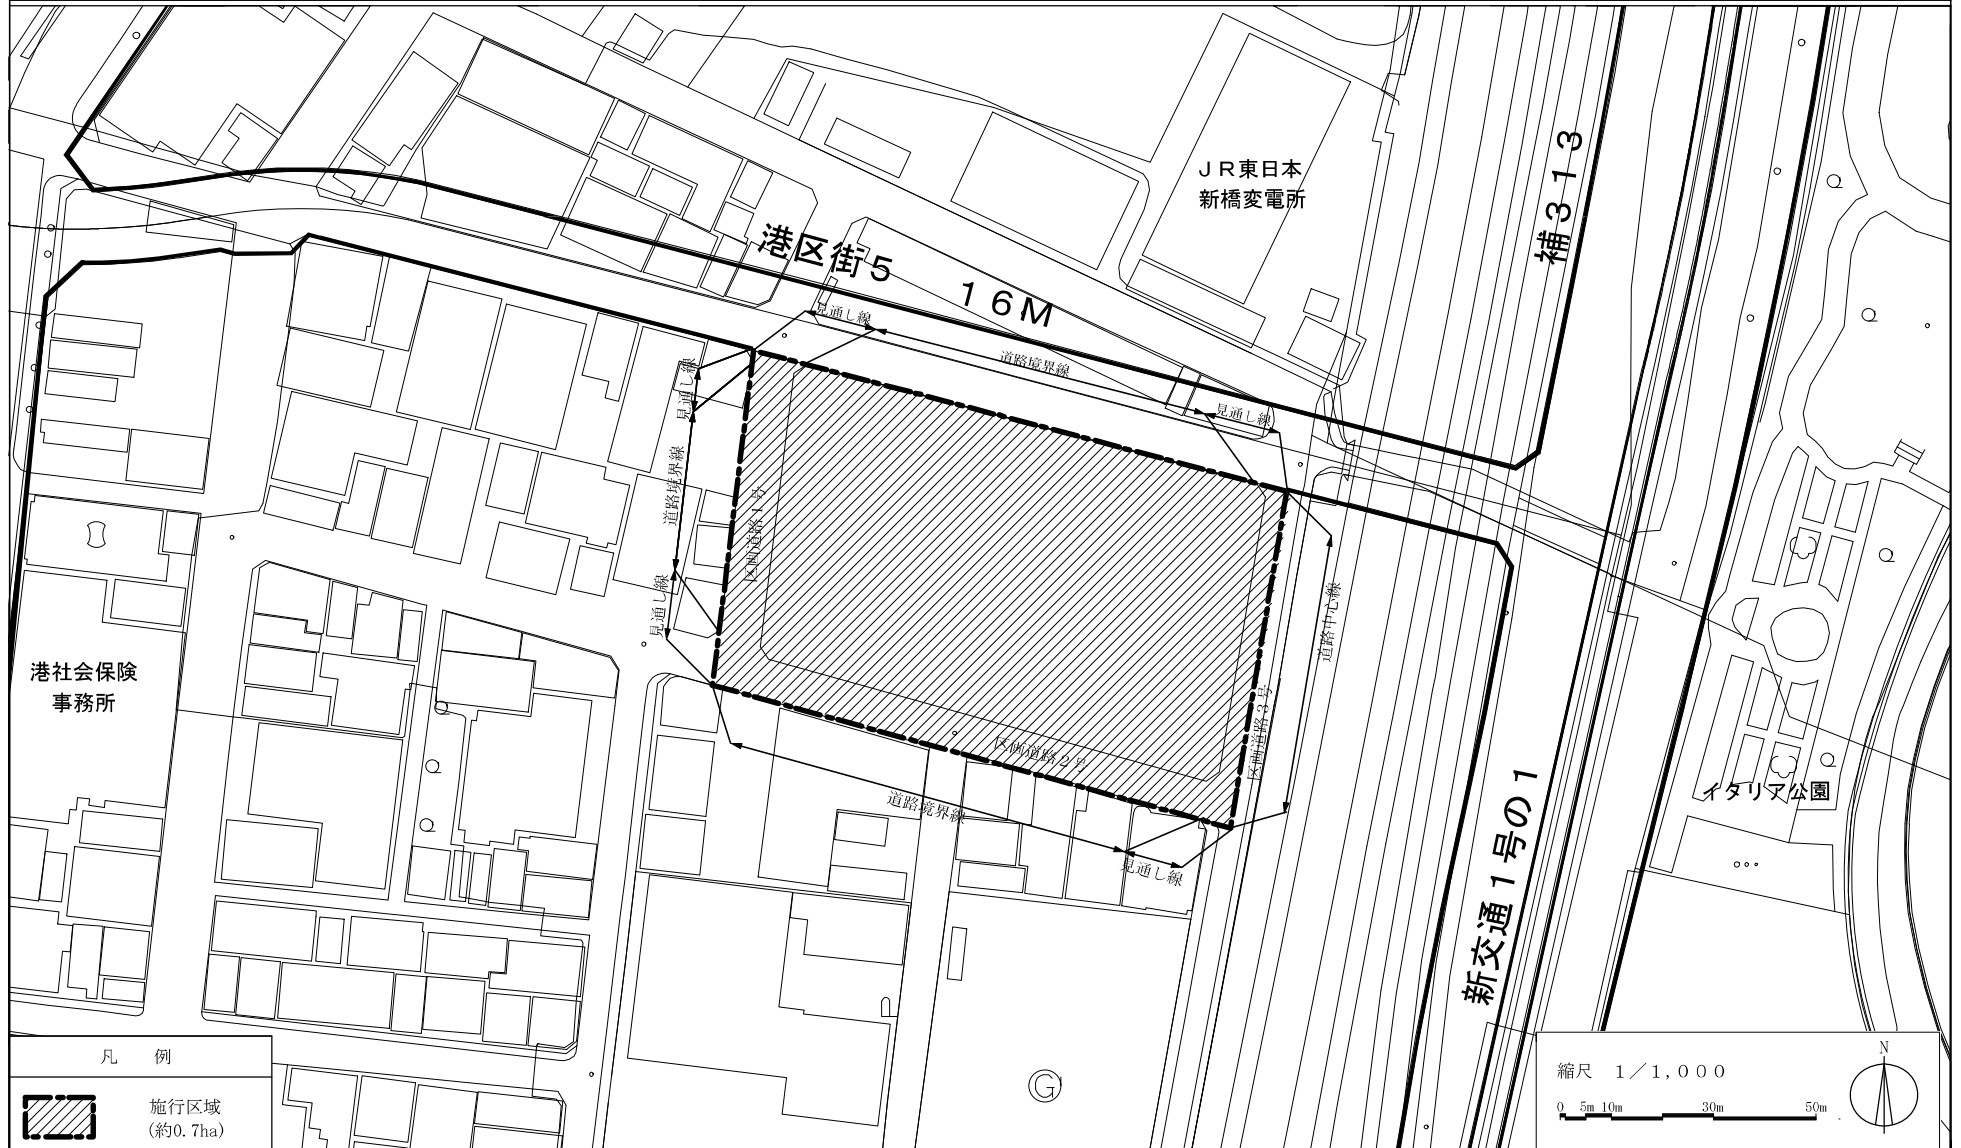 ＪＲ東日本
新橋変電所
補３１３
港区街５　１６Ｍ
見通し線
道路境界線
見通し線
見通し線
道路境界線
見通し線
区画道路１号
道路中心線
区画道路３号
区画道路２号
道路境界線
見通し線
港社会保険
事務所
イタリア公園
新交通１号の１
G
凡　例
施行区域
(約0.7ha)
縮尺　１／１,０００
N
0 5m 10m 30m 50m